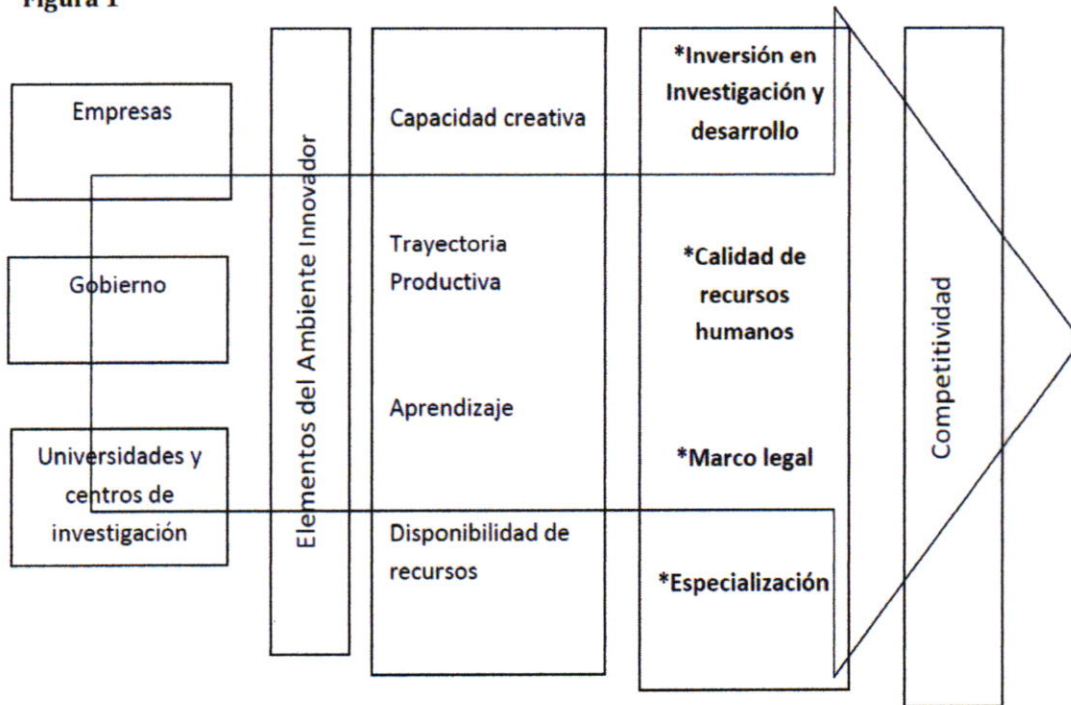 Figura 1
Empresas
Gobierno
Universidades y
centros de
investigación
Elementos del Ambiente Innovador
Capacidad creativa
Trayectoria
Productiva
Aprendizaje
Disponibilidad de
recursos
*Inversión en
Investigación y
desarrollo
*Calidad de
recursos
humanos
*Marco legal
*Especialización
Competitividad